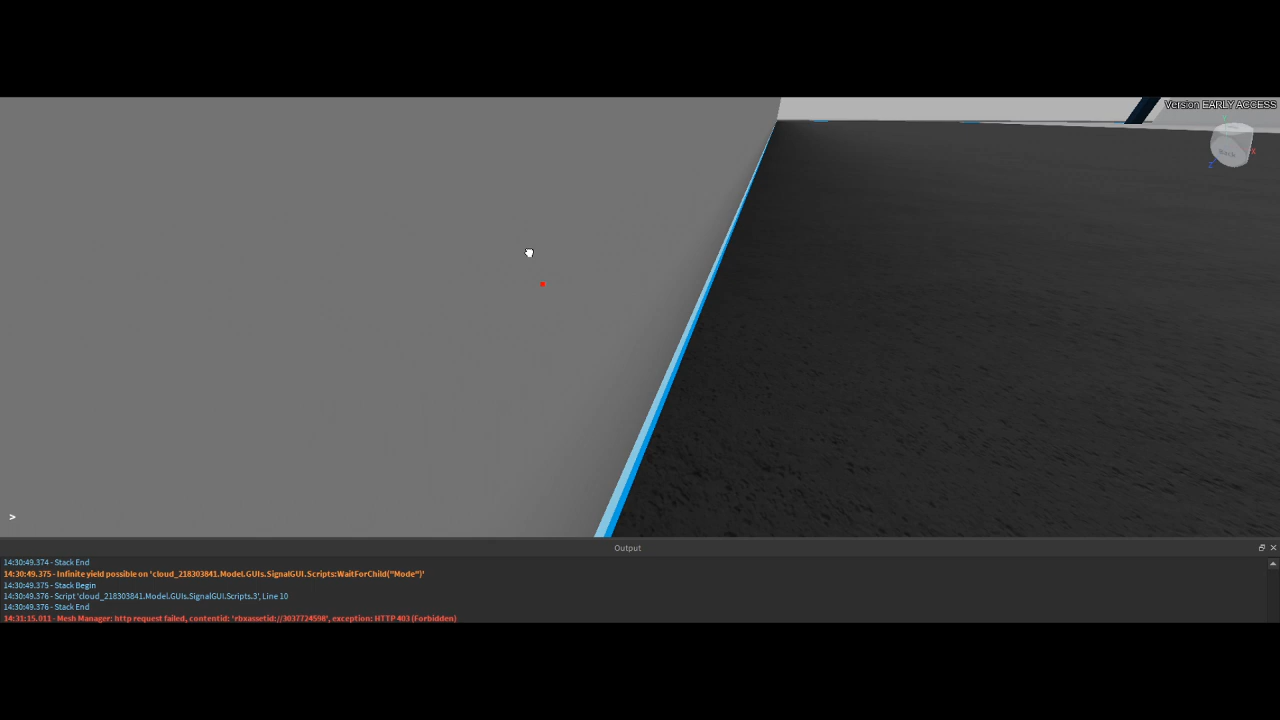 Version EARLY ACCESS
Back
X
Z
>
Output
14:30:49.374 - Stack End
14:30:49.375 - Infinite yield possible on 'cloud_218303841.Model.GUIs.SignalGUI.Scripts:WaitForChild("Mode")'
14:30:49.375 - Stack Begin
14:30:49.376 - Script 'cloud_218303841.Model.GUIs.SignalGUI.Scripts.3', Line 10
14:30:49.376 - Stack End
14:31:15.011 - Mesh Manager: http request failed, contentid: 'rbxassetid://3037724598', exception: HTTP 403 (Forbidden)